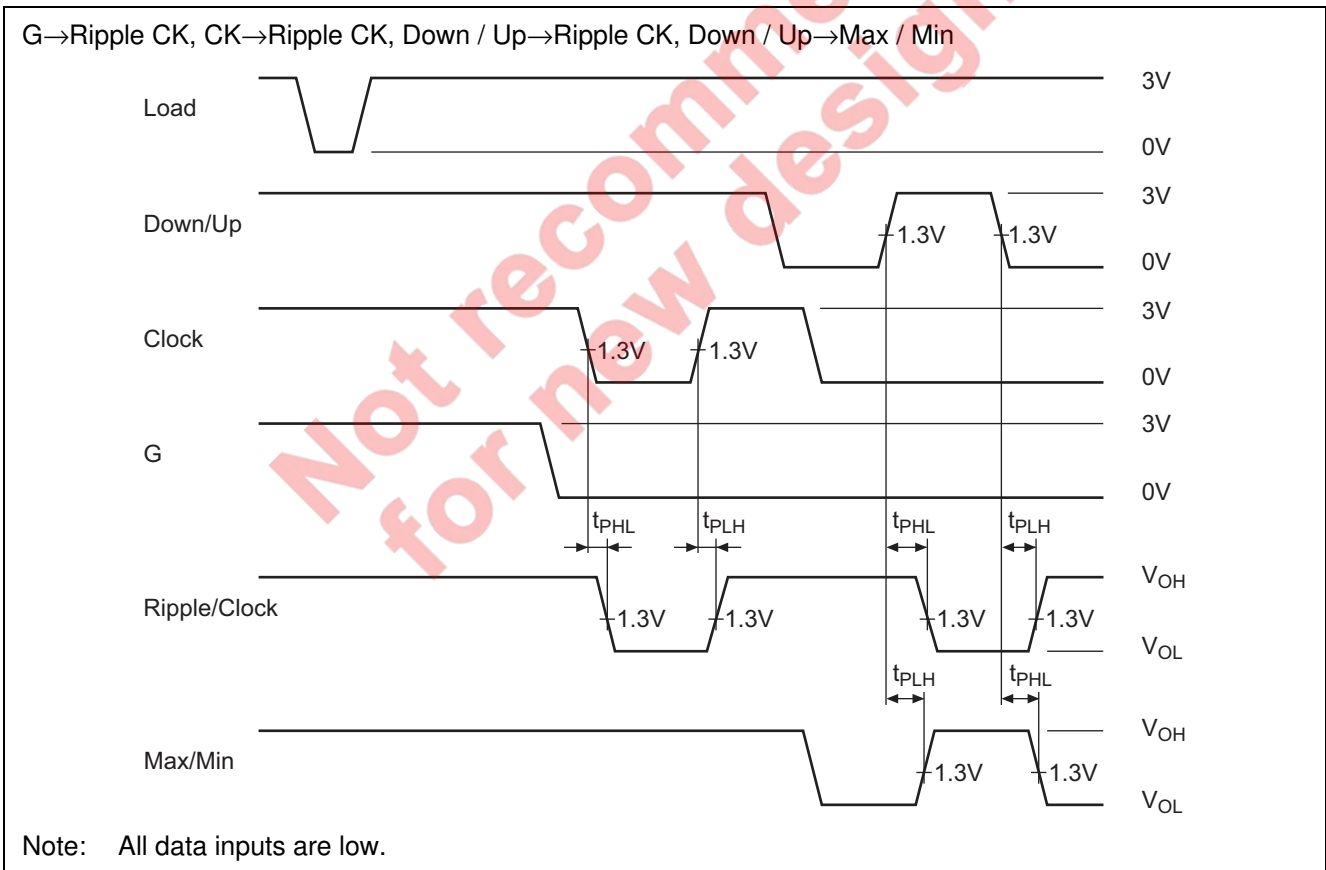 G→Ripple CK, CK→Ripple CK, Down / Up→Ripple CK, Down / Up→Max / Min
Load
3V
0V
Down/Up
1.3V
1.3V
3V
0V
Clock
1.3V
1.3V
3V
0V
G
3V
0V
tPHL
tPLH
tPHL
tPLH
Ripple/Clock
1.3V
1.3V
1.3V
1.3V
VOH
VOL
tPLH
tPHL
Max/Min
1.3V
1.3V
VOH
VOL
Note: All data inputs are low.
Not recomme
for new design